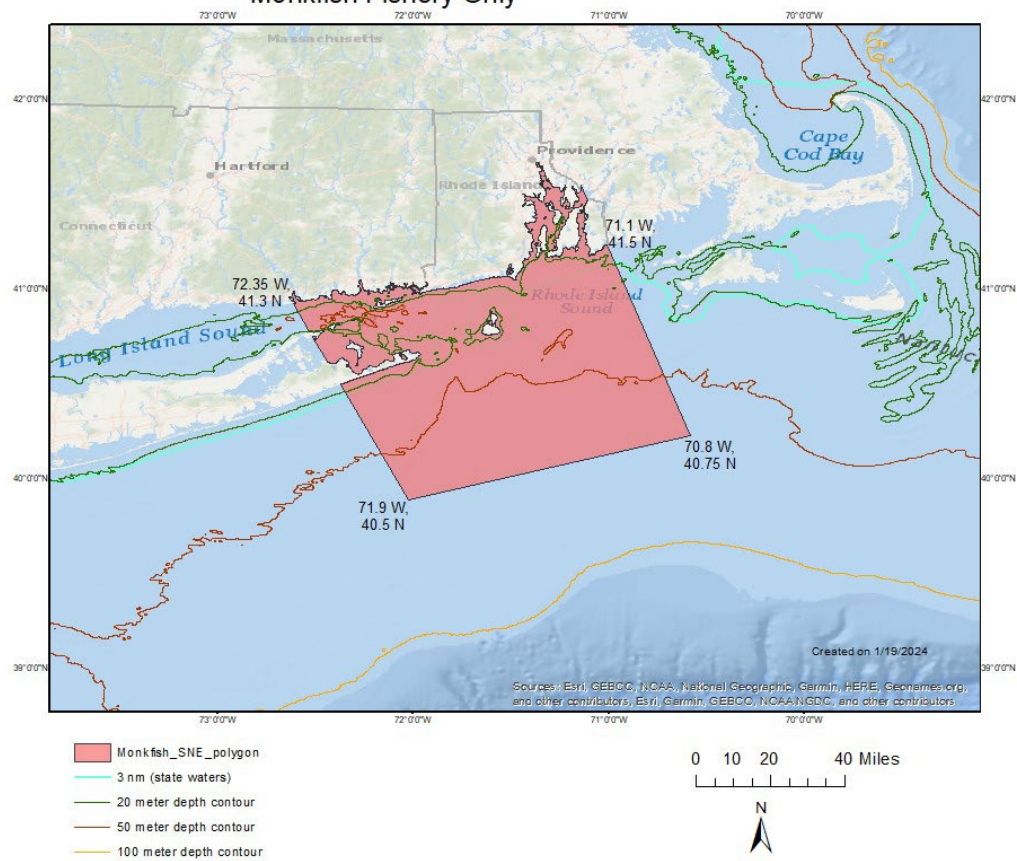 Monkfish Fishery Only
73°0'0"W 72°0'0"W 71°0'0"W 70°0'0"W
Massachusetts
42°0'0"N 42°0'0"N
Cape
Cod Bay
Providence
Hartford
Rhode Island
Connecticut
71.1 W,
41.5 N
72.35 W,
41.3 N
41°0'0"N 41°0'0"N
Rhode Island
Sound
Long Island Sound
70.8 W,
40.75 N
40°0'0"N 40°0'0"N
71.9 W,
40.5 N
Created on 1/19/2024
39°0'0"N 39°0'0"N
Sources: Esri, GEBCO, NOAA, National Geographic, Garmin, HERE, Geonames.org,
and other contributors, Esri, Garmin, GEBCO, NOAA NGDC, and other contributors
73°0'0"W 72°0'0"W 71°0'0"W 70°0'0"W
Monkfish_SNE_polygon
3 nm (state waters)
20 meter depth contour
50 meter depth contour
100 meter depth contour
0 10 20 40 Miles
N